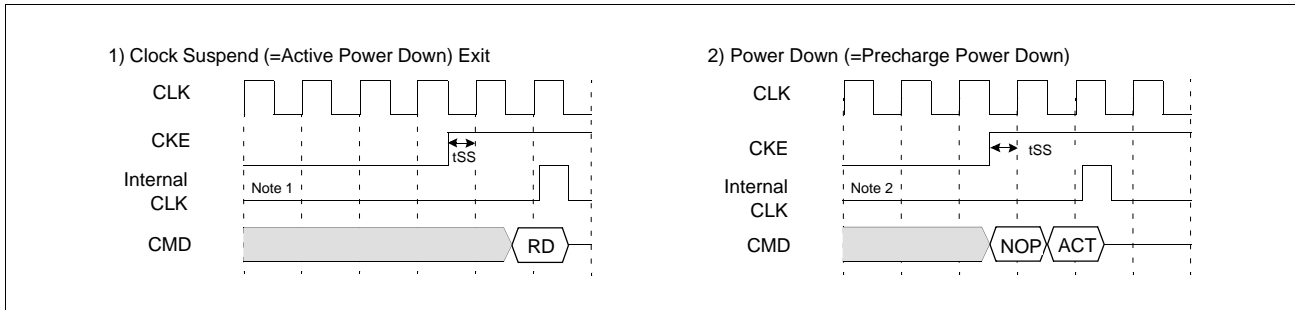 1) Clock Suspend (=Active Power Down) Exit
CLK
CKE
tSS
Internal
CLK
Note 1
CMD
RD
2) Power Down (=Precharge Power Down)
CLK
CKE
tSS
Internal
CLK
Note 2
CMD
NOP
ACT